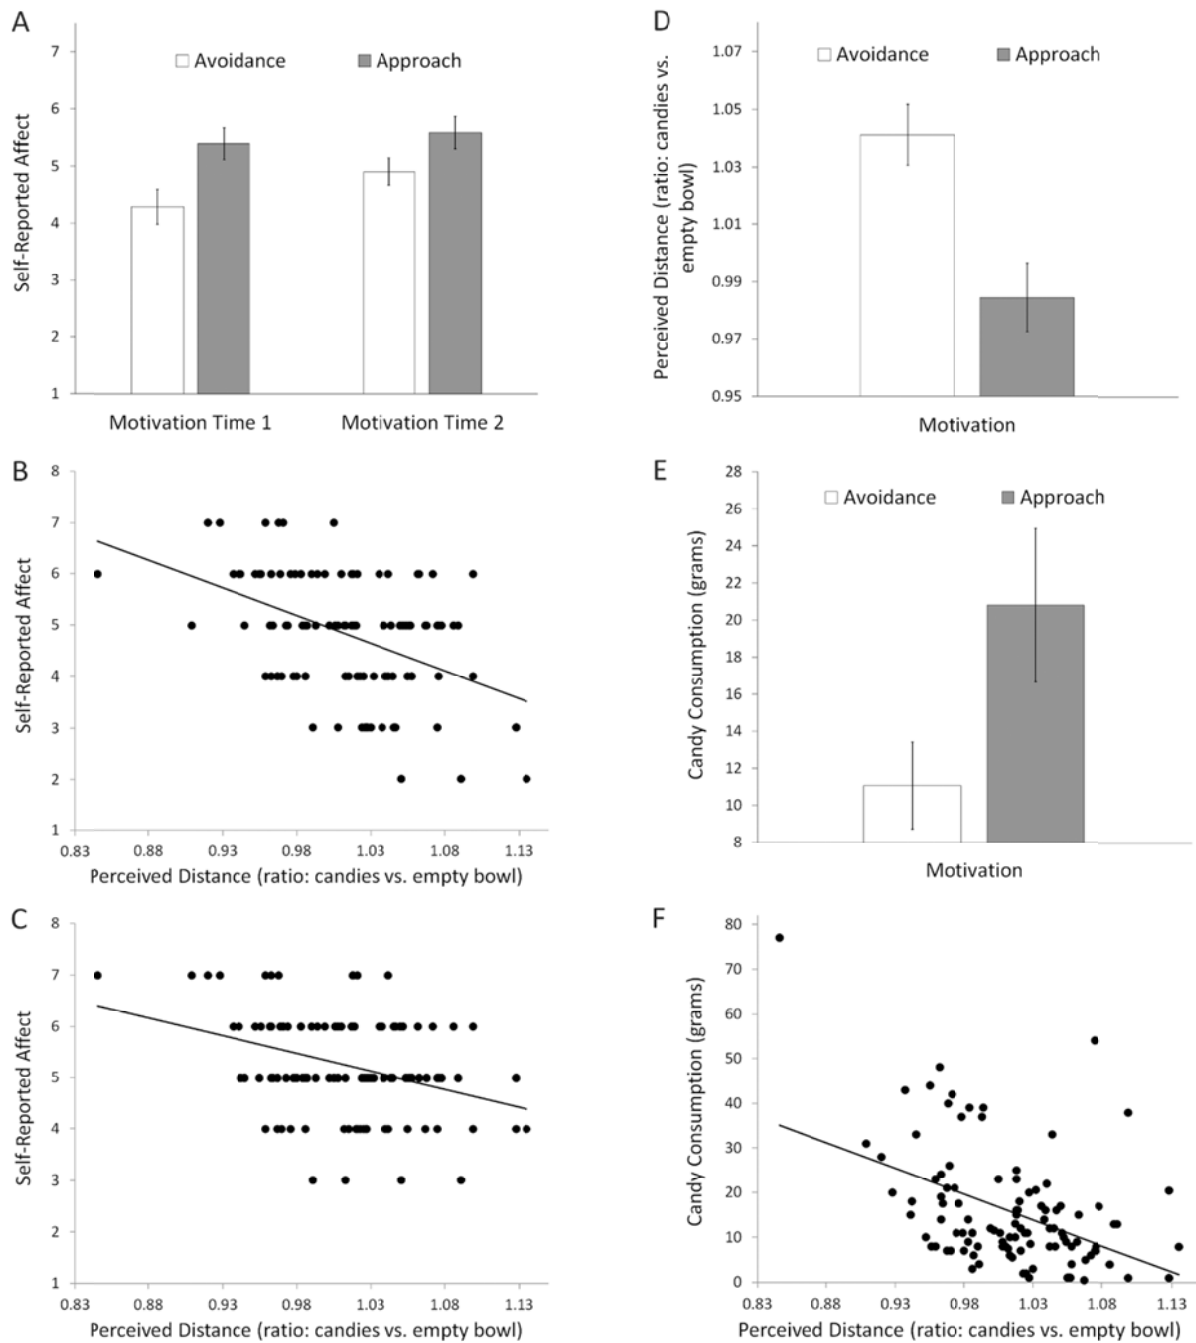 A
7
6
5
4
3
2
1
Self-Reported Affect
Avoidance
Approach
Motivation Time 1
Motivation Time 2
B
8
7
6
5
4
3
2
1
Self-Reported Affect
0.83
0.88
0.93
0.98
1.03
1.08
1.13
Perceived Distance (ratio: candies vs. empty bowl)
C
8
7
6
5
4
3
2
1
Self-Reported Affect
0.83
0.88
0.93
0.98
1.03
1.08
1.13
Perceived Distance (ratio: candies vs. empty bowl)
D
1.07
1.05
1.03
1.01
0.99
0.97
0.95
Perceived Distance (ratio: candies vs.
empty bowl)
Avoidance
Approach
Motivation
E
28
26
24
22
20
18
16
14
12
10
8
Candy Consumption (grams)
Avoidance
Approach
Motivation
F
80
70
60
50
40
30
20
10
0
Candy Consumption (grams)
0.83
0.88
0.93
0.98
1.03
1.08
1.13
Perceived Distance (ratio: candies vs. empty bowl)